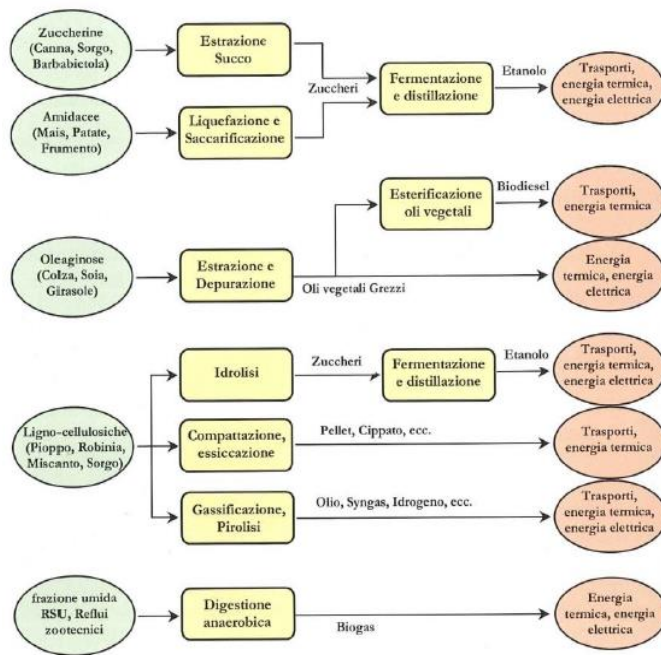 Zuccherine
(Canna, Sorgo,
Barbabietola)
Estrazione
Succo
Zuccheri
Fermentazione
e distillazione
Etanolo
Trasporti,
energia termica,
energia elettrica
Amidacee
(Mais, Patate,
Frumento)
Liquefazione e
Saccarificazione
Esterificazione
oli vegetali
Biodiesel
Trasporti,
energia termica
Oleaginose
(Colza, Soia,
Girasole)
Estrazione e
Depurazione
Oli vegetali Grezzi
Energia
termica, energia
elettrica
Idrolisi
Zuccheri
Fermentazione
e distillazione
Etanolo
Trasporti,
energia termica,
energia elettrica
Ligno-cellulosiche
(Pioppo, Robinia,
Miscanto, Sorgo)
Compattazione,
essiccazione
Pellet, Cippato, ecc.
Trasporti,
energia termica
Gassificazione,
Pirolisi
Olio, Syngas, Idrogeno, ecc.
Trasporti,
energia termica,
energia elettrica
frazione umida
RSU, Reflui
zootecnici
Digestione
anaerobica
Biogas
Energia
termica, energia
elettrica